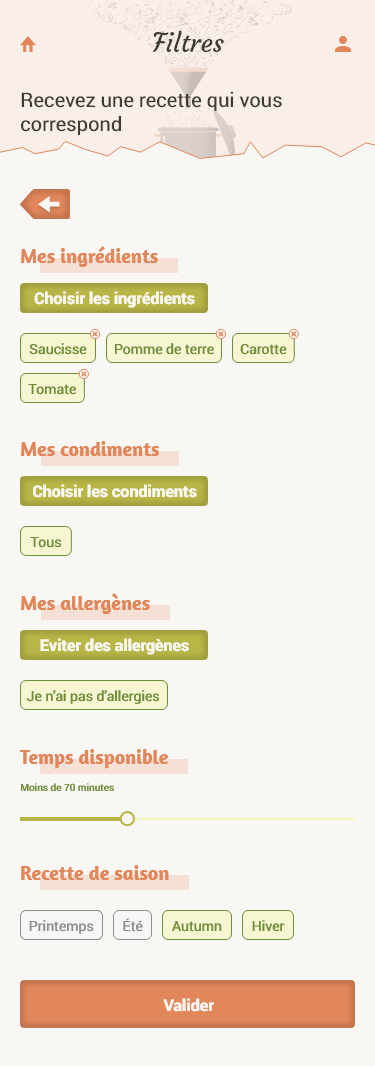 Filtres
Recevez une recette qui vous
correspond
Mes ingrédients
Choisir les ingrédients
Saucisse Pomme de terre Carotte
Tomate
Mes condiments
Choisir les condiments
Tous
Mes allergènes
Eviter des allergènes
Je n'ai pas d'allergies
Temps disponible
Moins de 70 minutes
Recette de saison
Printemps Été Autumn Hiver
Valider